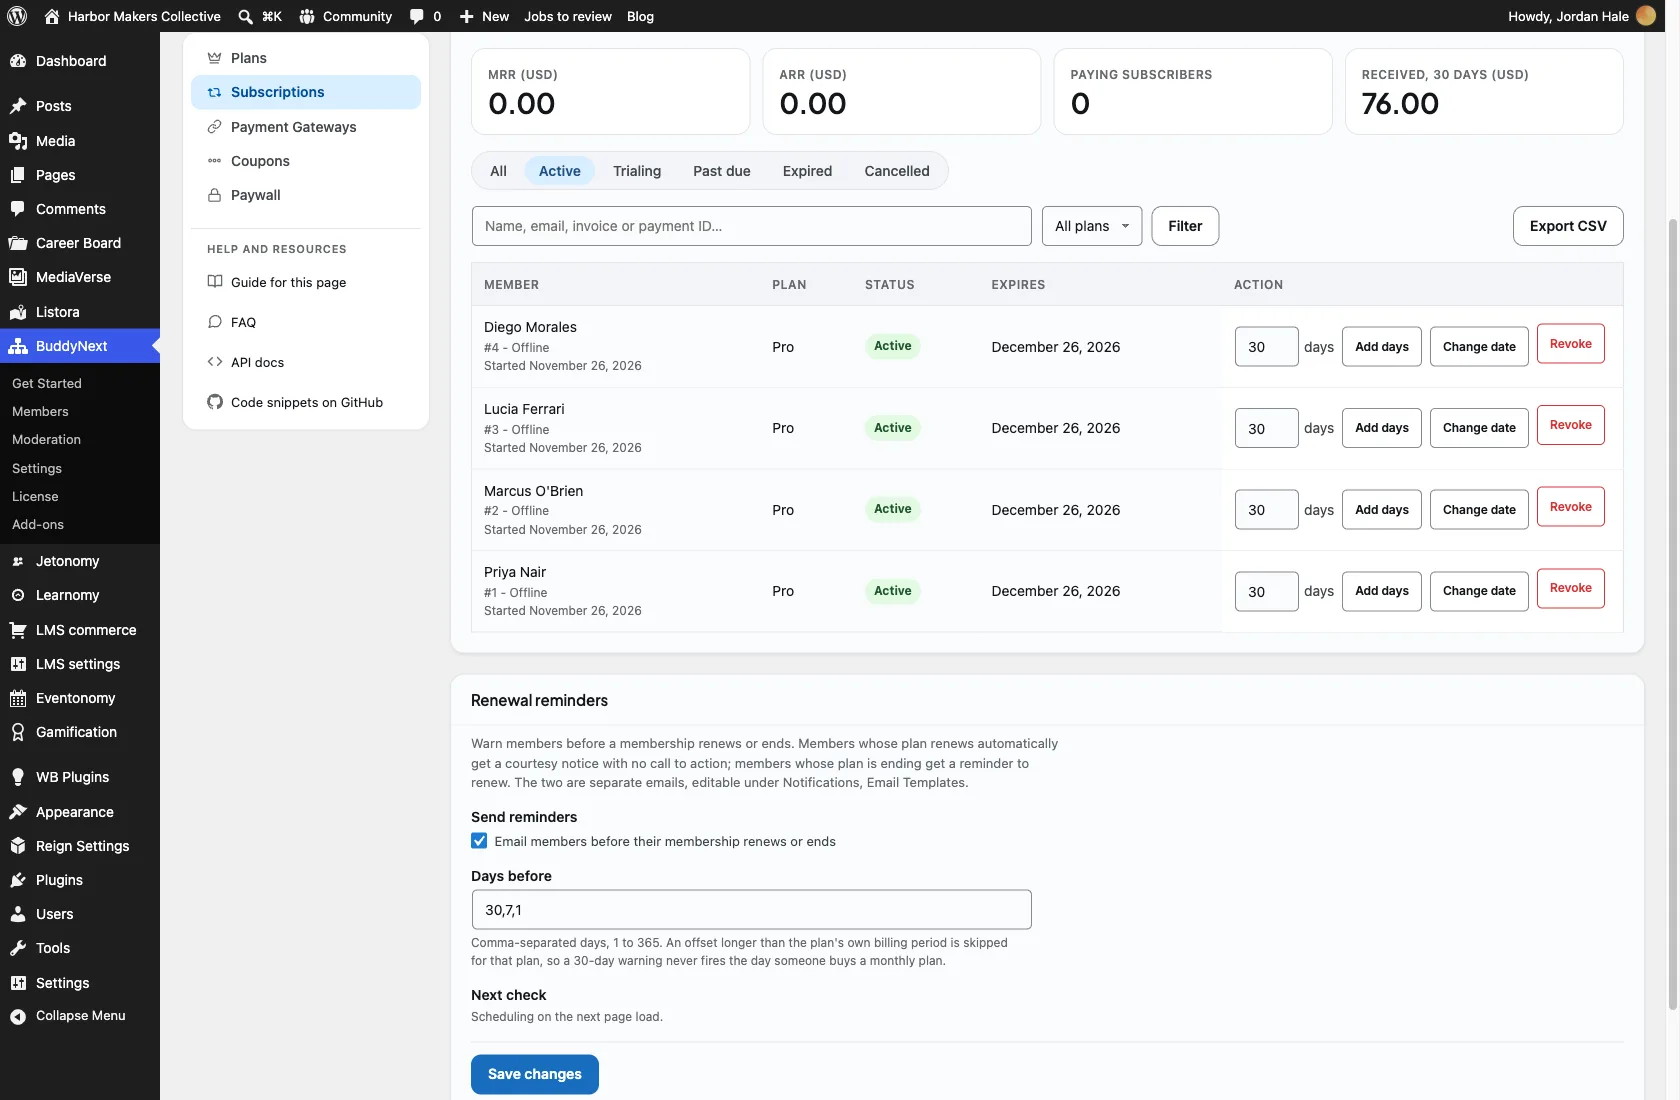 Harbor Makers Collective
⌘K
Community
0
New
Jobs to review
Blog
Howdy, Jordan Hale
Dashboard
Posts
Media
Pages
Comments
Career Board
MediaVerse
Listora
BuddyNext
Get Started
Members
Moderation
Settings
License
Add-ons
Jetonomy
Learnomy
LMS commerce
LMS settings
Eventonomy
Gamification
WB Plugins
Appearance
Reign Settings
Plugins
Users
Tools
Settings
Collapse Menu
Plans
Subscriptions
Payment Gateways
Coupons
Paywall
HELP AND RESOURCES
Guide for this page
FAQ
API docs
Code snippets on GitHub
MRR (USD)
0.00
ARR (USD)
0.00
PAYING SUBSCRIBERS
0
RECEIVED, 30 DAYS (USD)
76.00
All
Active
Trialing
Past due
Expired
Cancelled
Name, email, invoice or payment ID...
All plans
Filter
Export CSV
MEMBER PLAN STATUS EXPIRES ACTION
Diego Morales
#4 - Offline
Started November 26, 2026
Pro
Active
December 26, 2026
30 days
Add days
Change date
Revoke
Lucia Ferrari
#3 - Offline
Started November 26, 2026
Pro
Active
December 26, 2026
30 days
Add days
Change date
Revoke
Marcus O'Brien
#2 - Offline
Started November 26, 2026
Pro
Active
December 26, 2026
30 days
Add days
Change date
Revoke
Priya Nair
#1 - Offline
Started November 26, 2026
Pro
Active
December 26, 2026
30 days
Add days
Change date
Revoke
Renewal reminders
Warn members before a membership renews or ends. Members whose plan renews automatically
get a courtesy notice with no call to action; members whose plan is ending get a reminder to
renew. The two are separate emails, editable under Notifications, Email Templates.
Send reminders
Email members before their membership renews or ends
Days before
30,7,1
Comma-separated days, 1 to 365. An offset longer than the plan's own billing period is skipped
for that plan, so a 30-day warning never fires the day someone buys a monthly plan.
Next check
Scheduling on the next page load.
Save changes